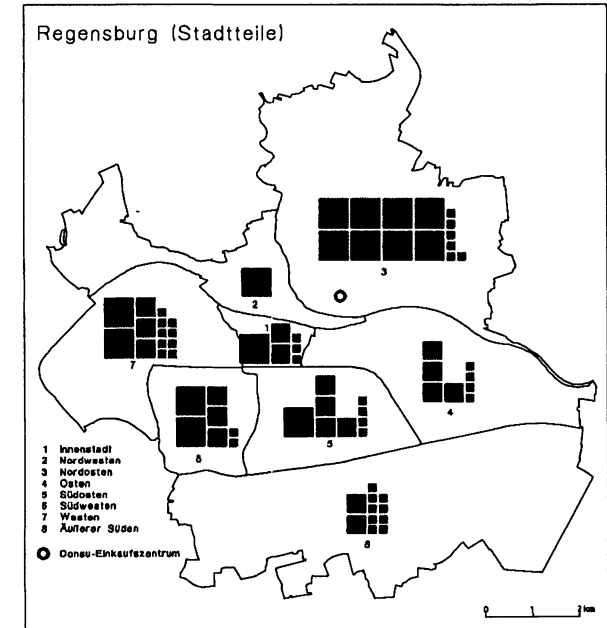 Regensburg (Stadtteile)
3
2
1
7
4
8
5
8
1 Innenstadt
2 Nordwesten
3 Nordosten
4 Osten
5 Südosten
6 Südwesten
7 Westen
8 Äußerer Süden
Donau-Einkaufszentrum
0 1 2 km